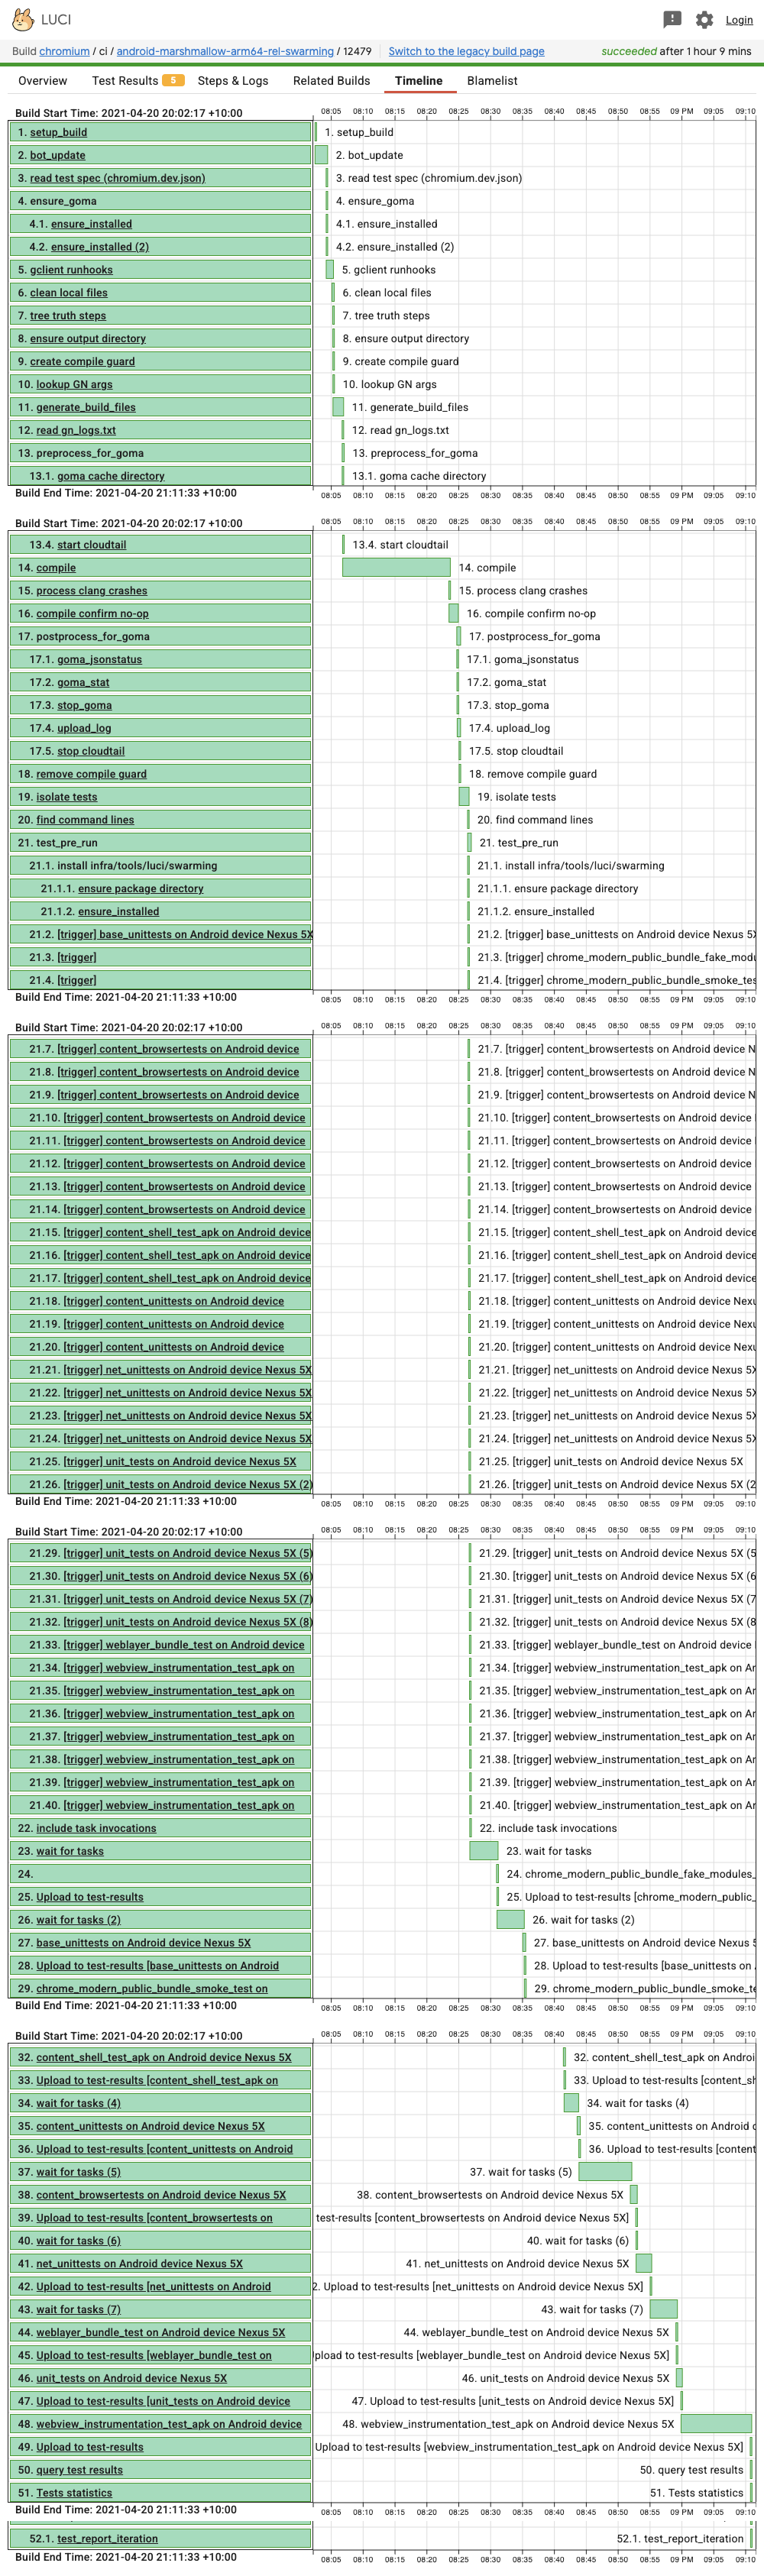 LUCI
Login
Build chromium / ci / android-marshmallow-arm64-rel-swarming / 12479 Switch to the legacy build page succeeded after 1 hour 9 mins
Overview Test Results 5 Steps & Logs Related Builds Timeline Blamelist
Build Start Time: 2021-04-20 20:02:17 +10:00 08:05 08:10 08:15 08:20 08:25 08:30 08:35 08:40 08:45 08:50 08:55 09 PM 09:05 09:10
1. setup_build 1. setup_build
2. bot_update 2. bot_update
3. read test spec (chromium.dev.json) 3. read test spec (chromium.dev.json)
4. ensure_goma 4. ensure_goma
4.1. ensure_installed 4.1. ensure_installed
4.2. ensure_installed (2) 4.2. ensure_installed (2)
5. gclient runhooks 5. gclient runhooks
6. clean local files 6. clean local files
7. tree truth steps 7. tree truth steps
8. ensure output directory 8. ensure output directory
9. create compile guard 9. create compile guard
10. lookup GN args 10. lookup GN args
11. generate_build_files 11. generate_build_files
12. read gn_logs.txt 12. read gn_logs.txt
13. preprocess_for_goma 13. preprocess_for_goma
13.1. goma cache directory 13.1. goma cache directory
Build End Time: 2021-04-20 21:11:33 +10:00 08:05 08:10 08:15 08:20 08:25 08:30 08:35 08:40 08:45 08:50 08:55 09 PM 09:05 09:10
Build Start Time: 2021-04-20 20:02:17 +10:00 08:05 08:10 08:15 08:20 08:25 08:30 08:35 08:40 08:45 08:50 08:55 09 PM 09:05 09:10
13.4. start cloudtail 13.4. start cloudtail
14. compile 14. compile
15. process clang crashes 15. process clang crashes
16. compile confirm no-op 16. compile confirm no-op
17. postprocess_for_goma 17. postprocess_for_goma
17.1. goma_jsonstatus 17.1. goma_jsonstatus
17.2. goma_stat 17.2. goma_stat
17.3. stop_goma 17.3. stop_goma
17.4. upload_log 17.4. upload_log
17.5. stop cloudtail 17.5. stop cloudtail
18. remove compile guard 18. remove compile guard
19. isolate tests 19. isolate tests
20. find command lines 20. find command lines
21. test_pre_run 21. test_pre_run
21.1. install infra/tools/luci/swarming 21.1. install infra/tools/luci/swarming
21.1.1. ensure package directory 21.1.1. ensure package directory
21.1.2. ensure_installed 21.1.2. ensure_installed
21.2. [trigger] base_unittests on Android device Nexus 5X 21.2. [trigger] base_unittests on Android device Nexus 5X
21.3. [trigger] 21.3. [trigger] chrome_modern_public_bundle_fake_modu
21.4. [trigger] 21.4. [trigger] chrome_modern_public_bundle_smoke_tes
Build End Time: 2021-04-20 21:11:33 +10:00 08:05 08:10 08:15 08:20 08:25 08:30 08:35 08:40 08:45 08:50 08:55 09 PM 09:05 09:10
Build Start Time: 2021-04-20 20:02:17 +10:00 08:05 08:10 08:15 08:20 08:25 08:30 08:35 08:40 08:45 08:50 08:55 09 PM 09:05 09:10
21.7. [trigger] content_browsertests on Android device 21.7. [trigger] content_browsertests on Android device N
21.8. [trigger] content_browsertests on Android device 21.8. [trigger] content_browsertests on Android device N
21.9. [trigger] content_browsertests on Android device 21.9. [trigger] content_browsertests on Android device N
21.10. [trigger] content_browsertests on Android device 21.10. [trigger] content_browsertests on Android device
21.11. [trigger] content_browsertests on Android device 21.11. [trigger] content_browsertests on Android device
21.12. [trigger] content_browsertests on Android device 21.12. [trigger] content_browsertests on Android device
21.13. [trigger] content_browsertests on Android device 21.13. [trigger] content_browsertests on Android device
21.14. [trigger] content_browsertests on Android device 21.14. [trigger] content_browsertests on Android device
21.15. [trigger] content_shell_test_apk on Android device 21.15. [trigger] content_shell_test_apk on Android device
21.16. [trigger] content_shell_test_apk on Android device 21.16. [trigger] content_shell_test_apk on Android device
21.17. [trigger] content_shell_test_apk on Android device 21.17. [trigger] content_shell_test_apk on Android device
21.18. [trigger] content_unittests on Android device 21.18. [trigger] content_unittests on Android device Nexu
21.19. [trigger] content_unittests on Android device 21.19. [trigger] content_unittests on Android device Nexu
21.20. [trigger] content_unittests on Android device 21.20. [trigger] content_unittests on Android device Nexu
21.21. [trigger] net_unittests on Android device Nexus 5X 21.21. [trigger] net_unittests on Android device Nexus 5X
21.22. [trigger] net_unittests on Android device Nexus 5X 21.22. [trigger] net_unittests on Android device Nexus 5X
21.23. [trigger] net_unittests on Android device Nexus 5X 21.23. [trigger] net_unittests on Android device Nexus 5X
21.24. [trigger] net_unittests on Android device Nexus 5X 21.24. [trigger] net_unittests on Android device Nexus 5X
21.25. [trigger] unit_tests on Android device Nexus 5X 21.25. [trigger] unit_tests on Android device Nexus 5X
21.26. [trigger] unit_tests on Android device Nexus 5X (2) 21.26. [trigger] unit_tests on Android device Nexus 5X (2
Build End Time: 2021-04-20 21:11:33 +10:00 08:05 08:10 08:15 08:20 08:25 08:30 08:35 08:40 08:45 08:50 08:55 09 PM 09:05 09:10
Build Start Time: 2021-04-20 20:02:17 +10:00 08:05 08:10 08:15 08:20 08:25 08:30 08:35 08:40 08:45 08:50 08:55 09 PM 09:05 09:10
21.29. [trigger] unit_tests on Android device Nexus 5X (5) 21.29. [trigger] unit_tests on Android device Nexus 5X (5
21.30. [trigger] unit_tests on Android device Nexus 5X (6) 21.30. [trigger] unit_tests on Android device Nexus 5X (6
21.31. [trigger] unit_tests on Android device Nexus 5X (7) 21.31. [trigger] unit_tests on Android device Nexus 5X (7
21.32. [trigger] unit_tests on Android device Nexus 5X (8) 21.32. [trigger] unit_tests on Android device Nexus 5X (8
21.33. [trigger] weblayer_bundle_test on Android device 21.33. [trigger] weblayer_bundle_test on Android device
21.34. [trigger] webview_instrumentation_test_apk on 21.34. [trigger] webview_instrumentation_test_apk on Ar
21.35. [trigger] webview_instrumentation_test_apk on 21.35. [trigger] webview_instrumentation_test_apk on Ar
21.36. [trigger] webview_instrumentation_test_apk on 21.36. [trigger] webview_instrumentation_test_apk on Ar
21.37. [trigger] webview_instrumentation_test_apk on 21.37. [trigger] webview_instrumentation_test_apk on Ar
21.38. [trigger] webview_instrumentation_test_apk on 21.38. [trigger] webview_instrumentation_test_apk on Ar
21.39. [trigger] webview_instrumentation_test_apk on 21.39. [trigger] webview_instrumentation_test_apk on Ar
21.40. [trigger] webview_instrumentation_test_apk on 21.40. [trigger] webview_instrumentation_test_apk on Ar
22. include task invocations 22. include task invocations
23. wait for tasks 23. wait for tasks
24. 24. chrome_modern_public_bundle_fake_modules_
25. Upload to test-results 25. Upload to test-results [chrome_modern_public_
26. wait for tasks (2) 26. wait for tasks (2)
27. base_unittests on Android device Nexus 5X 27. base_unittests on Android device Nexus 5
28. Upload to test-results [base_unittests on Android 28. Upload to test-results [base_unittests on
29. chrome_modern_public_bundle_smoke_test on 29. chrome_modern_public_bundle_smoke_te
Build End Time: 2021-04-20 21:11:33 +10:00 08:05 08:10 08:15 08:20 08:25 08:30 08:35 08:40 08:45 08:50 08:55 09 PM 09:05 09:10
Build Start Time: 2021-04-20 20:02:17 +10:00 08:05 08:10 08:15 08:20 08:25 08:30 08:35 08:40 08:45 08:50 08:55 09 PM 09:05 09:10
32. content_shell_test_apk on Android device Nexus 5X 32. content_shell_test_apk on Androi
33. Upload to test-results [content_shell_test_apk on 33. Upload to test-results [content_sh
34. wait for tasks (4) 34. wait for tasks (4)
35. content_unittests on Android device Nexus 5X 35. content_unittests on Android d
36. Upload to test-results [content_unittests on Android 36. Upload to test-results [content
37. wait for tasks (5) 37. wait for tasks (5)
38. content_browsertests on Android device Nexus 5X 38. content_browsertests on Android device Nexus 5X
39. Upload to test-results [content_browsertests on test-results [content_browsertests on Android device Nexus 5X]
40. wait for tasks (6) 40. wait for tasks (6)
41. net_unittests on Android device Nexus 5X 41. net_unittests on Android device Nexus 5X
42. Upload to test-results [net_unittests on Android 2. Upload to test-results [net_unittests on Android device Nexus 5X]
43. wait for tasks (7) 43. wait for tasks (7)
44. weblayer_bundle_test on Android device Nexus 5X 44. weblayer_bundle_test on Android device Nexus 5X
45. Upload to test-results [weblayer_bundle_test on pload to test-results [weblayer_bundle_test on Android device Nexus 5X]
46. unit_tests on Android device Nexus 5X 46. unit_tests on Android device Nexus 5X
47. Upload to test-results [unit_tests on Android device 47. Upload to test-results [unit_tests on Android device Nexus 5X]
48. webview_instrumentation_test_apk on Android device 48. webview_instrumentation_test_apk on Android device Nexus 5X
49. Upload to test-results Upload to test-results [webview_instrumentation_test_apk on Android device Nexus 5X]
50. query test results 50. query test results
51. Tests statistics 51. Tests statistics
Build End Time: 2021-04-20 21:11:33 +10:00 08:05 08:10 08:15 08:20 08:25 08:30 08:35 08:40 08:45 08:50 08:55 09 PM 09:05 09:10
52.1. test_report_iteration 52.1. test_report_iteration
Build End Time: 2021-04-20 21:11:33 +10:00 08:05 08:10 08:15 08:20 08:25 08:30 08:35 08:40 08:45 08:50 08:55 09 PM 09:05 09:10